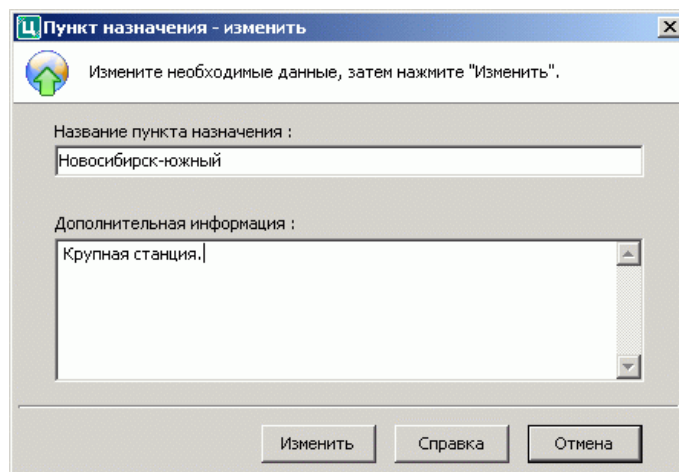 Ц Пункт назначения - изменить
Измените необходимые данные, затем нажмите "Изменить".
Название пункта назначения :
Новосибирск-южный
Дополнительная информация :
Крупная станция.
Изменить Справка Отмена